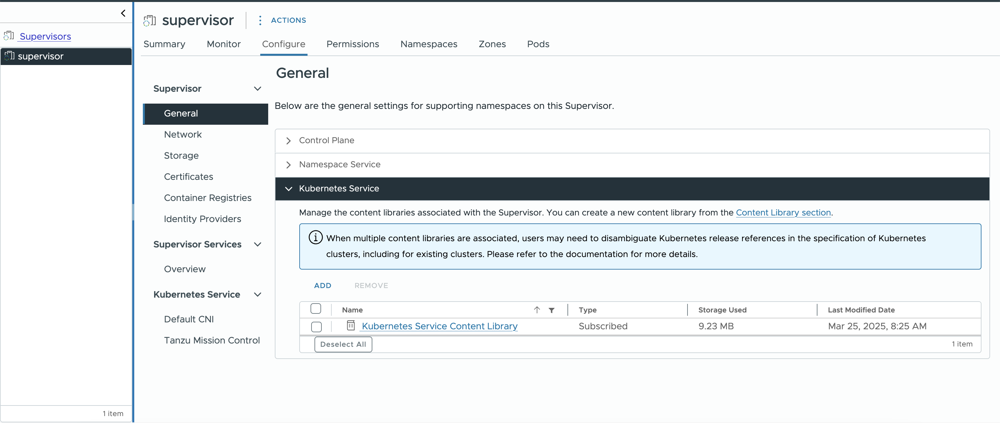 Supervisors
supervisor
1 item
supervisor
ACTIONS
Summary Monitor Configure Permissions Namespaces Zones Pods
Supervisor
General
Network
Storage
Certificates
Container Registries
Identity Providers
Supervisor Services
Overview
Kubernetes Service
Default CNI
Tanzu Mission Control
General
Below are the general settings for supporting namespaces on this Supervisor.
Control Plane
Namespace Service
Kubernetes Service
Manage the content libraries associated with the Supervisor. You can create a new content library from the Content Library section.
When multiple content libraries are associated, users may need to disambiguate Kubernetes release references in the specification of Kubernetes
clusters, including for existing clusters. Please refer to the documentation for more details.
ADD REMOVE
Name Type Storage Used Last Modified Date
Kubernetes Service Content Library Subscribed 9.23 MB Mar 25, 2025, 8:25 AM
Deselect All 1 item